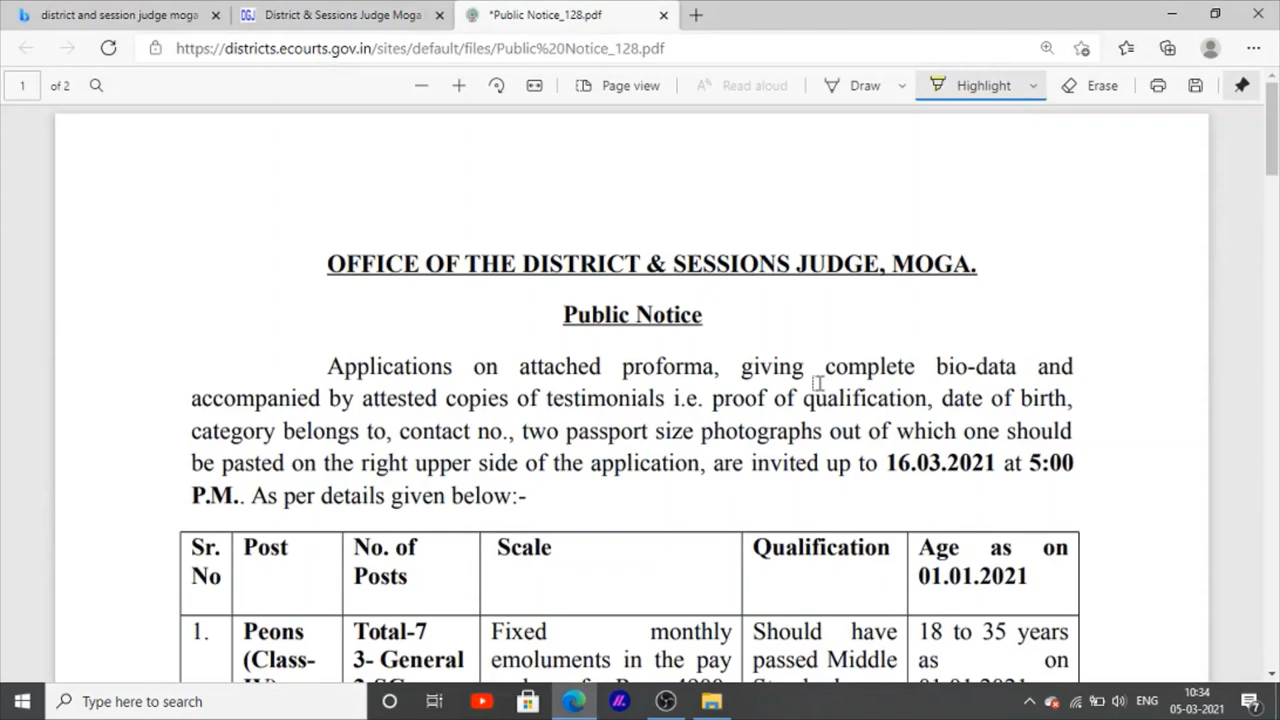 district and session judge moga
District & Sessions Judge Moga
*Public Notice_128.pdf
https://districts.ecourts.gov.in/sites/default/files/Public%20Notice_128.pdf
1 of 2
Page view
Read aloud
Draw
Highlight
Erase
OFFICE OF THE DISTRICT & SESSIONS JUDGE, MOGA.
Public Notice
Applications on attached proforma, giving complete bio-data and
accompanied by attested copies of testimonials i.e. proof of qualification, date of birth,
category belongs to, contact no., two passport size photographs out of which one should
be pasted on the right upper side of the application, are invited up to 16.03.2021 at 5:00
P.M.. As per details given below:-
Sr. No
Post
No. of Posts
Scale
Qualification
Age as on 01.01.2021
1.
Peons (Class-
Total-7
3- General
Fixed monthly
emoluments in the pay
Should have
passed Middle
18 to 35 years
as on
Type here to search
ENG
10:34
05-03-2021
7